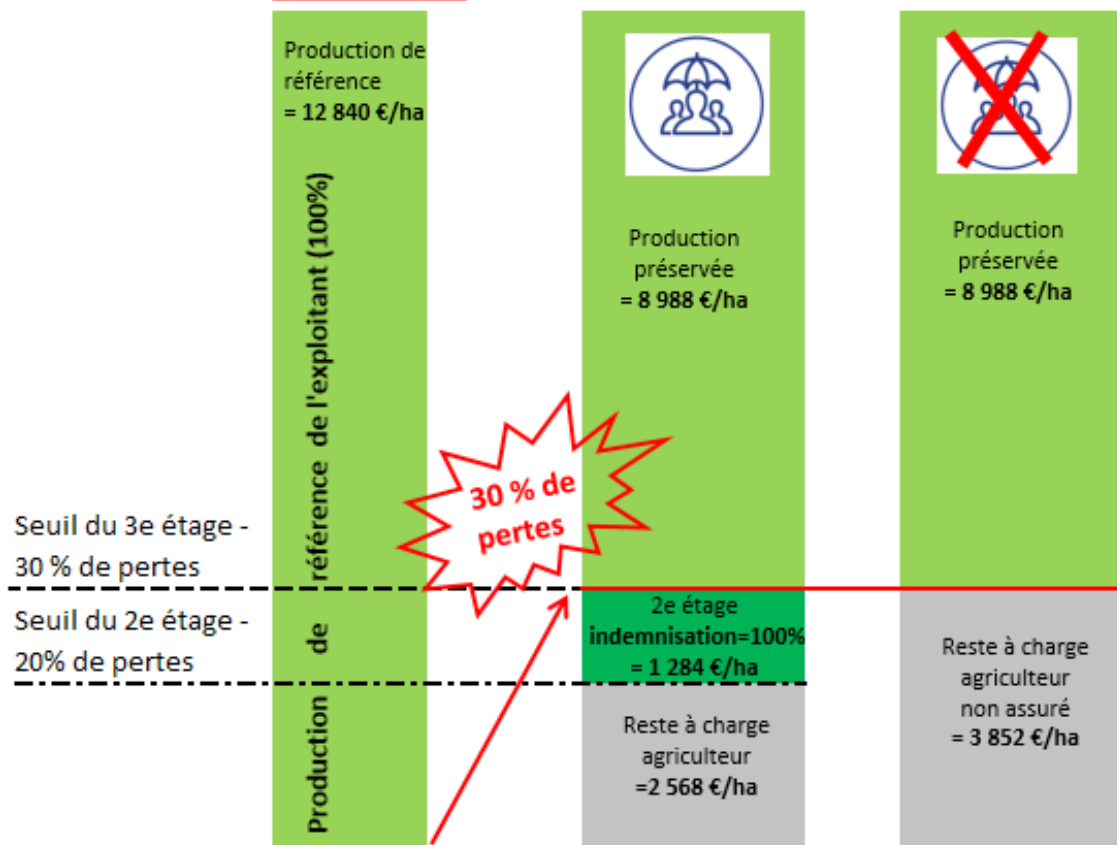 Production de
référence
= 12 840 €/ha
Production de référence de l'exploitant (100%)
Production
préservée
= 8 988 €/ha
Production
préservée
= 8 988 €/ha
30 % de
pertes
Seuil du 3e étage -
30 % de pertes
Seuil du 2e étage -
20% de pertes
2e étage
indemnisation=100%
= 1 284 €/ha
Reste à charge
agriculteur
=2 568 €/ha
Reste à charge
agriculteur
non assuré
= 3 852 €/ha